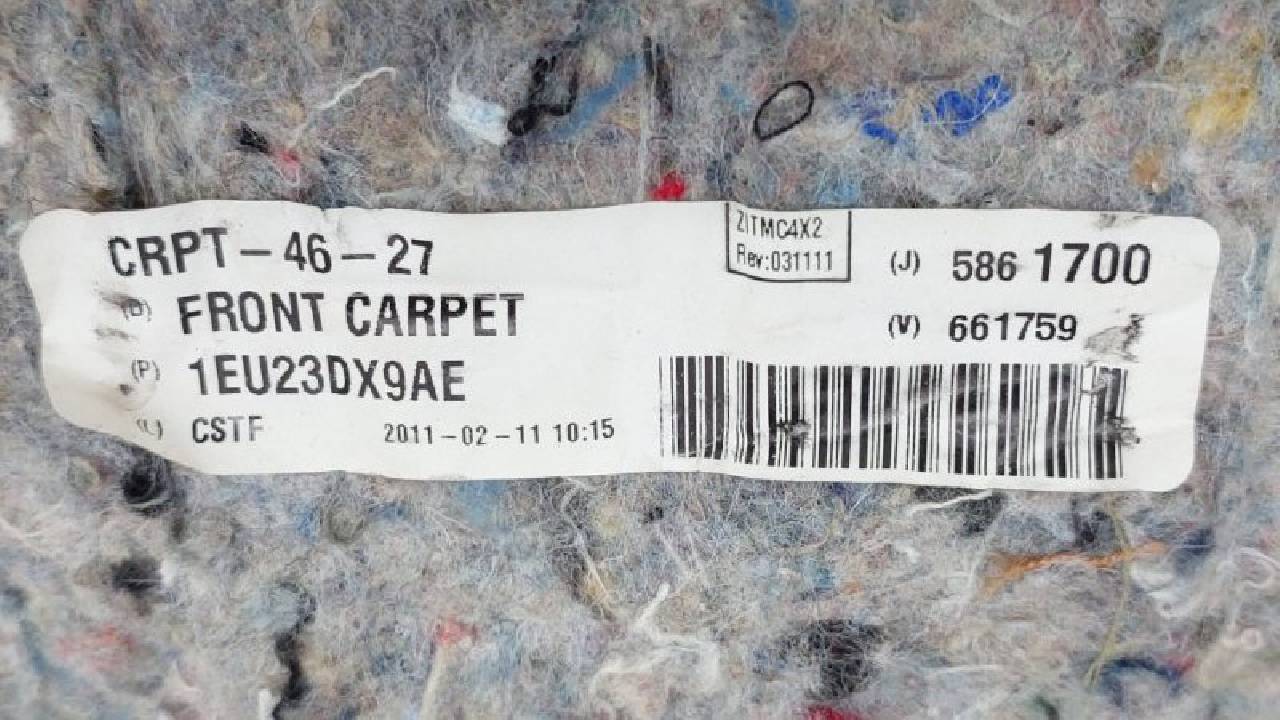 CRPT-46-27
(D) FRONT CARPET
(P) 1EU23DX9AE
(L) CSTF 2011-02-11 10:15
ZITMC4X2
Rev:031111
(J) 586 1700
(V) 661759